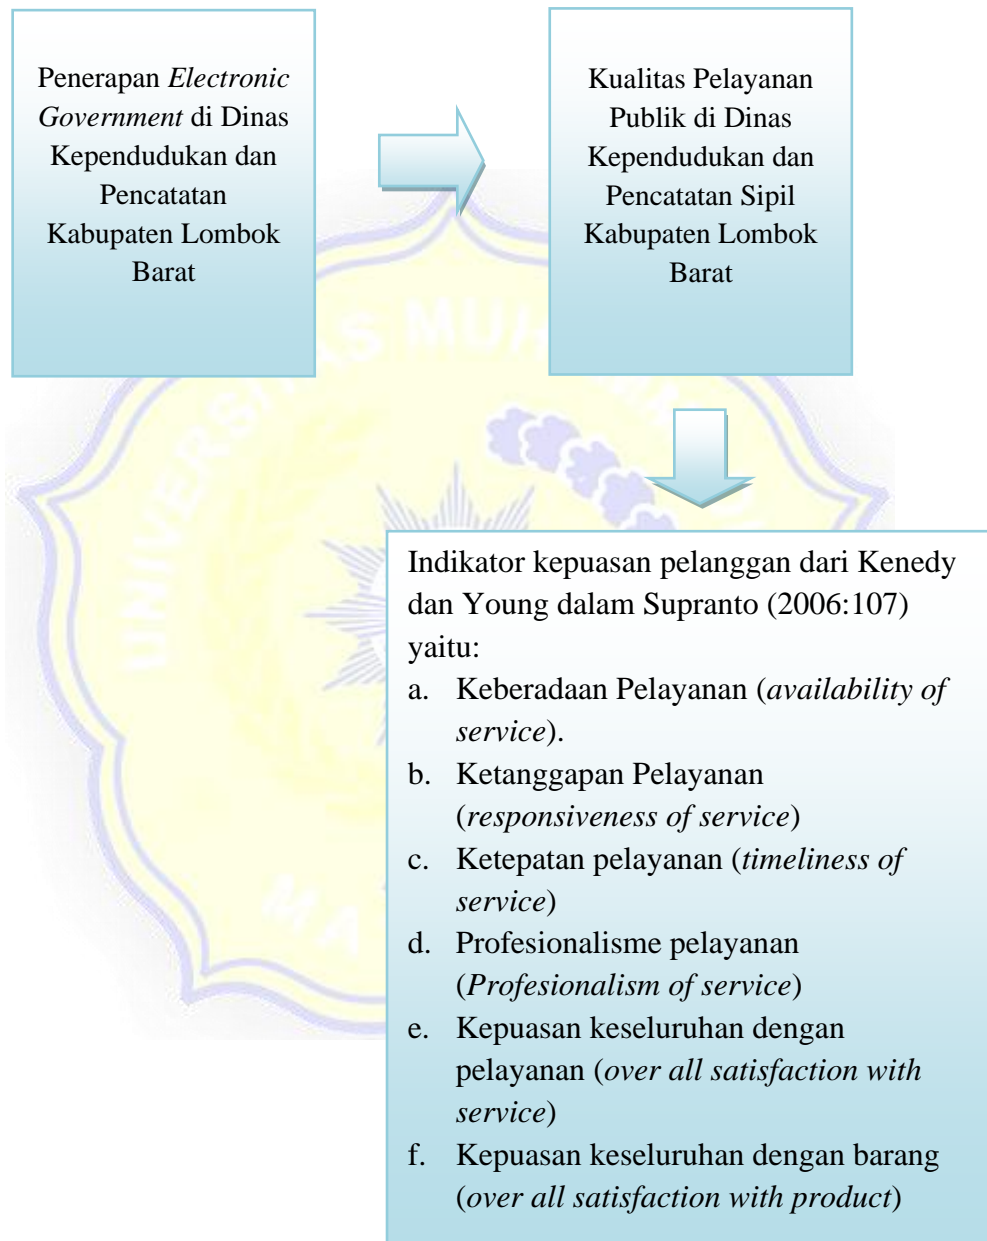 Penerapan Electronic
Government di Dinas
Kependudukan dan
Pencatatan
Kabupaten Lombok
Barat
Kualitas Pelayanan
Publik di Dinas
Kependudukan dan
Pencatatan Sipil
Kabupaten Lombok
Barat
Indikator kepuasan pelanggan dari Kenedy
dan Young dalam Supranto (2006:107)
yaitu:
a. Keberadaan Pelayanan (availability of
service).
b. Ketanggapan Pelayanan
(responsiveness of service)
c. Ketepatan pelayanan (timeliness of
service)
d. Profesionalisme pelayanan
(Profesionalism of service)
e. Kepuasan keseluruhan dengan
pelayanan (over all satisfaction with
service)
f. Kepuasan keseluruhan dengan barang
(over all satisfaction with product)